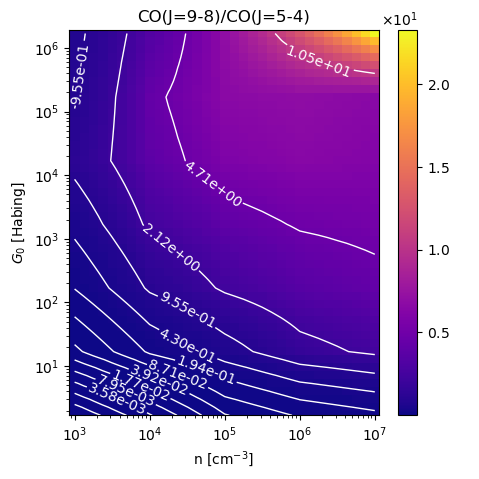 CO(J=9-8)/CO(J=5-4)
×10¹
10⁶
10⁵
10⁴
10³
10²
10¹
G₀ [Habing]
9.55e-01
1.05e+01
4.71e+00
2.12e+00
9.55e-01
4.30e-01
1.94e-01
8.71e-02
3.92e-02
1.77e-02
7.95e-03
3.58e-03
2.0
1.5
1.0
0.5
10³
10⁴
10⁵
10⁶
10⁷
n [cm⁻³]